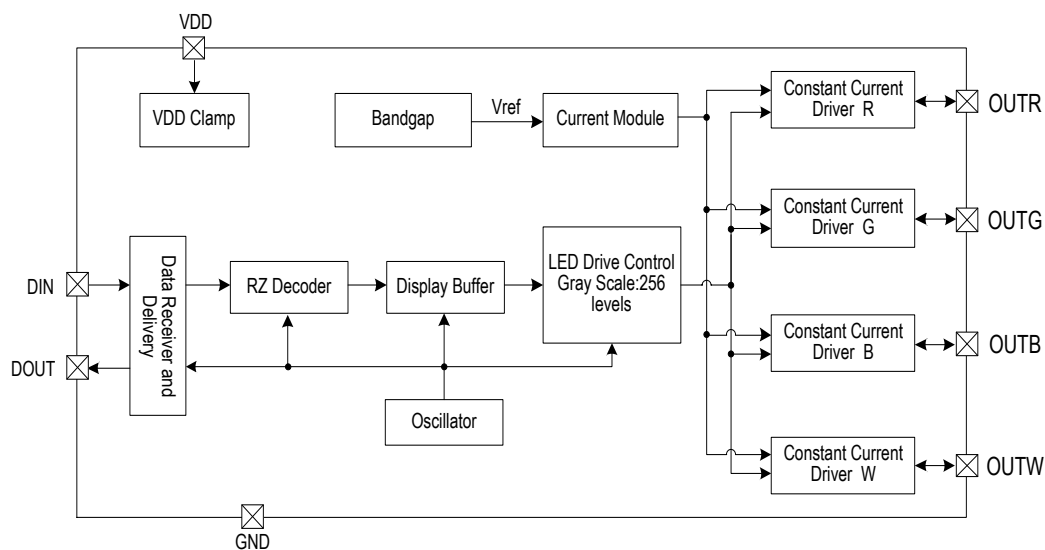 VDD
VDD Clamp
Bandgap
Vref
Current Module
Constant Current
Driver R
OUTR
Constant Current
Driver G
OUTG
DIN
Data Receiver and
Delivery
RZ Decoder
Display Buffer
LED Drive Control
Gray Scale:256
levels
Constant Current
Driver B
OUTB
DOUT
Oscillator
Constant Current
Driver W
OUTW
GND